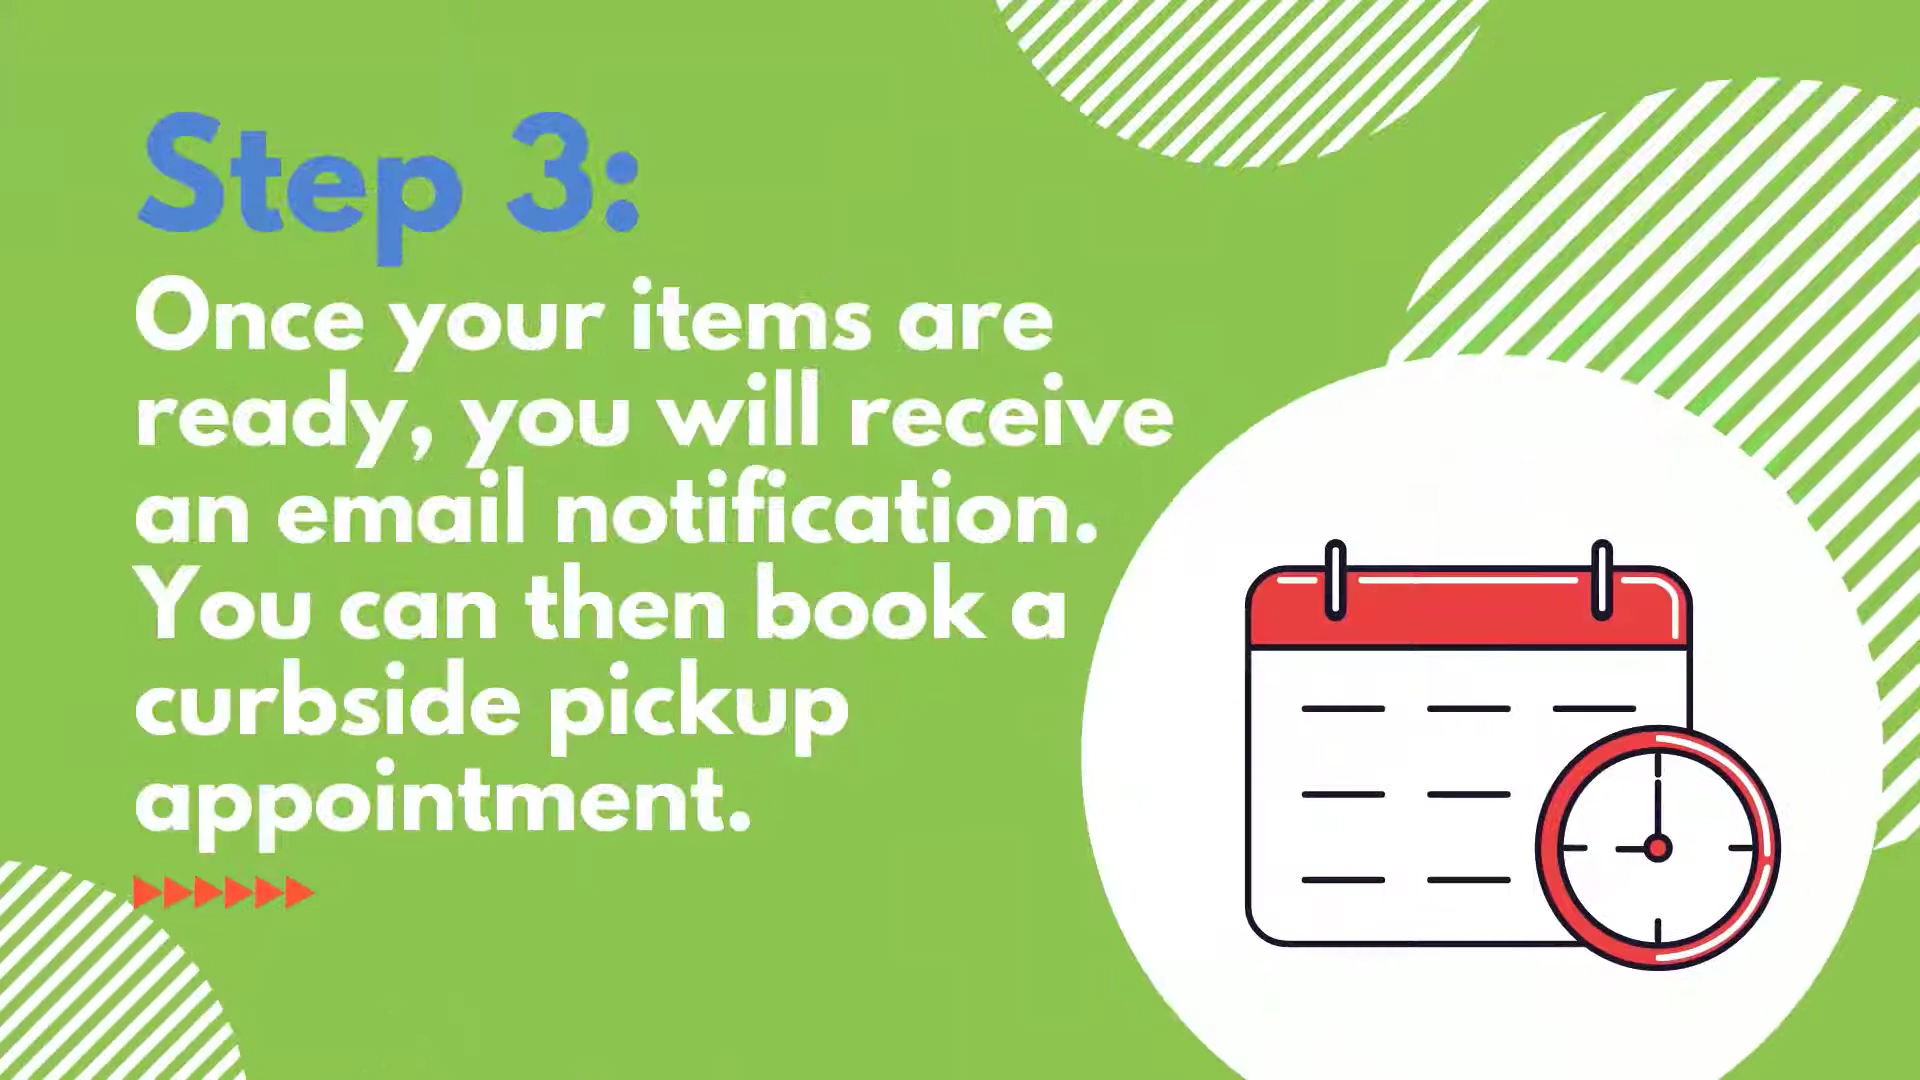 Step 3:
Once your items are
ready, you will receive
an email notification.
You can then book a
curbside pickup
appointment.